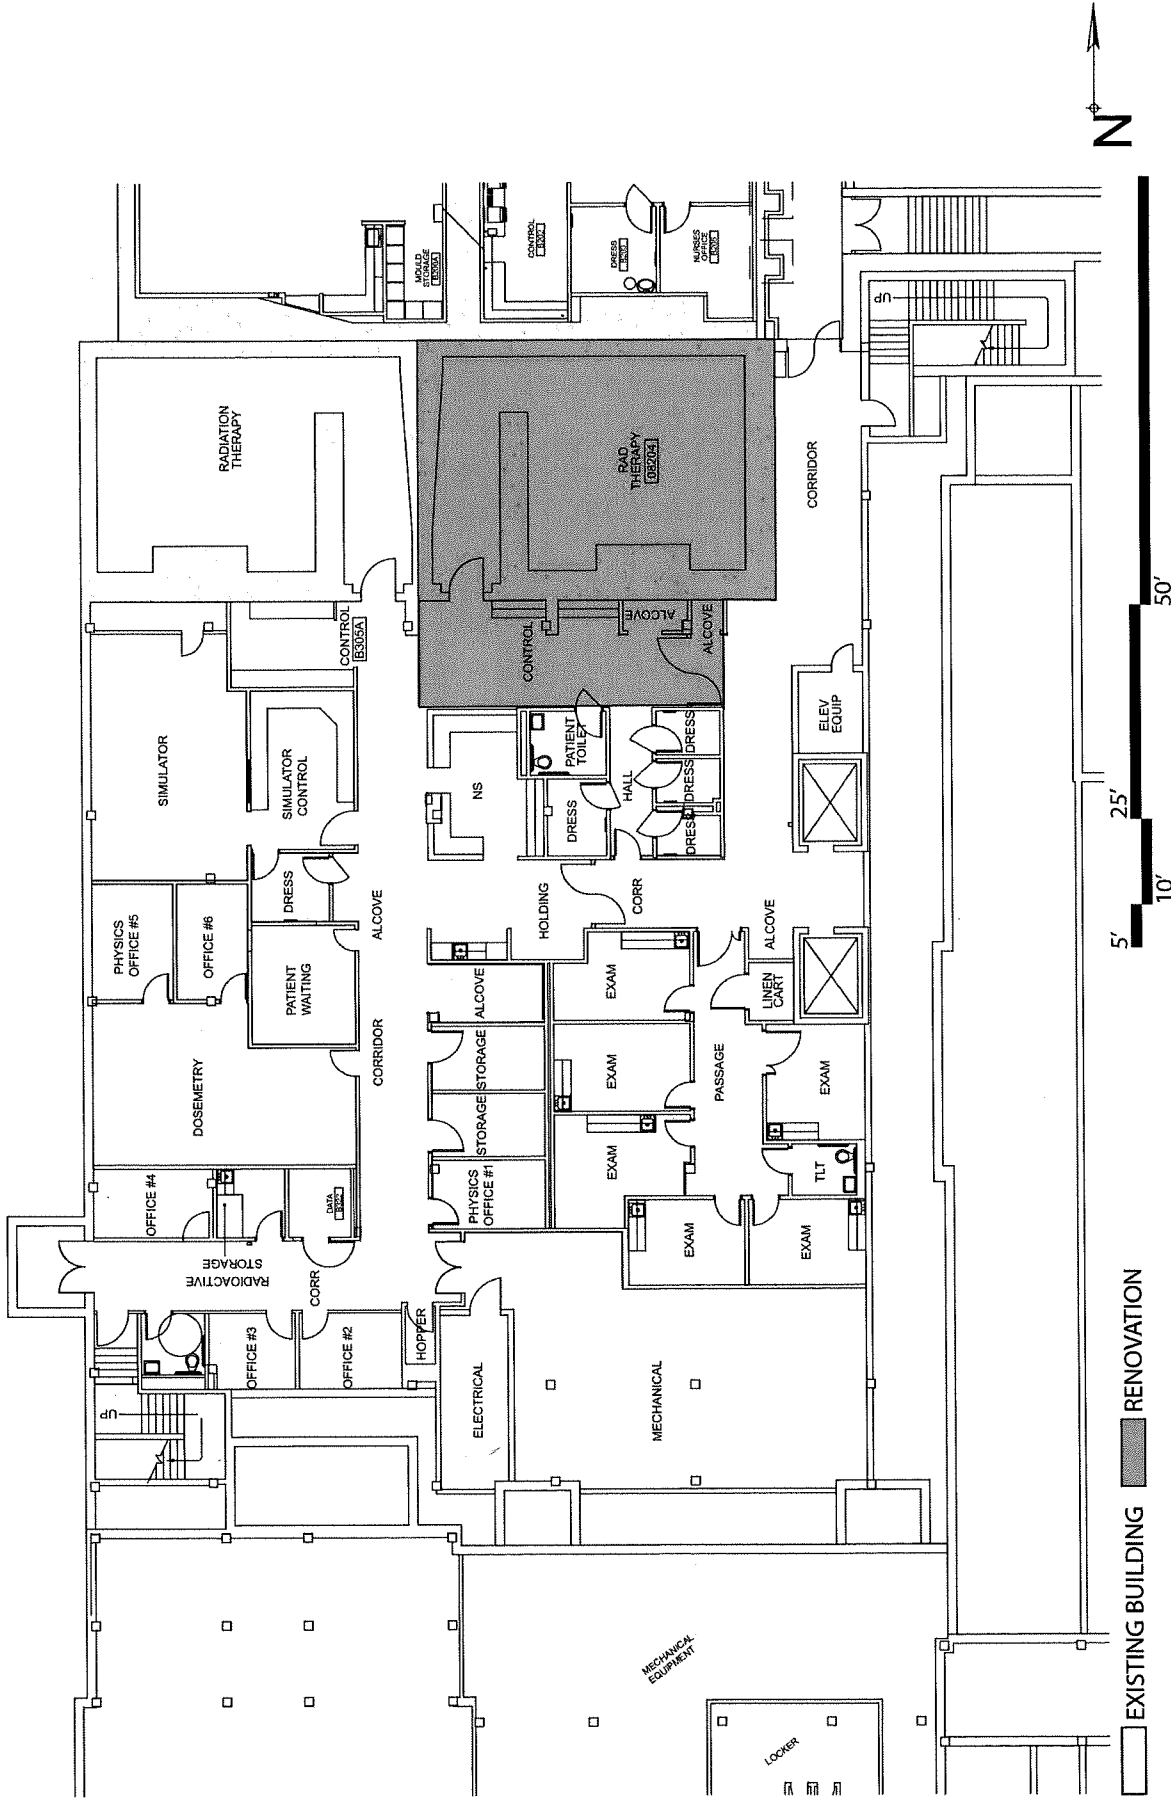 MOULD
STORAGE
B200A
CONTROL
B202
DRESS
NURSES
OFFICE
B205
UP
RADIATION
THERAPY
RAD
THERAPY
08204
CORRIDOR
CONTROL
B305A
CONTROL
ALCOVE
ALCOVE
SIMULATOR
SIMULATOR
CONTROL
NS
PATIENT
TOILET
DRESS
HALL
DRESS
DRESS
DRESS
ELEV
EQUIP
PHYSICS
OFFICE #5
OFFICE #6
DRESS
PATIENT
WAITING
ALCOVE
HOLDING
CORR
ALCOVE
LINEN
CART
DOSEMETRY
CORRIDOR
ALCOVE
STORAGE
STORAGE
PHYSICS
OFFICE #1
EXAM
EXAM
EXAM
PASSAGE
EXAM
TLT
EXAM
EXAM
OFFICE #4
DATA
B322
RADIOACTIVE
STORAGE
CORR
OFFICE #3
OFFICE #2
HOPPER
UP
ELECTRICAL
MECHANICAL
MECHANICAL
EQUIPMENT
LOCKER
N
5'
10'
25'
50'
EXISTING BUILDING
RENOVATION